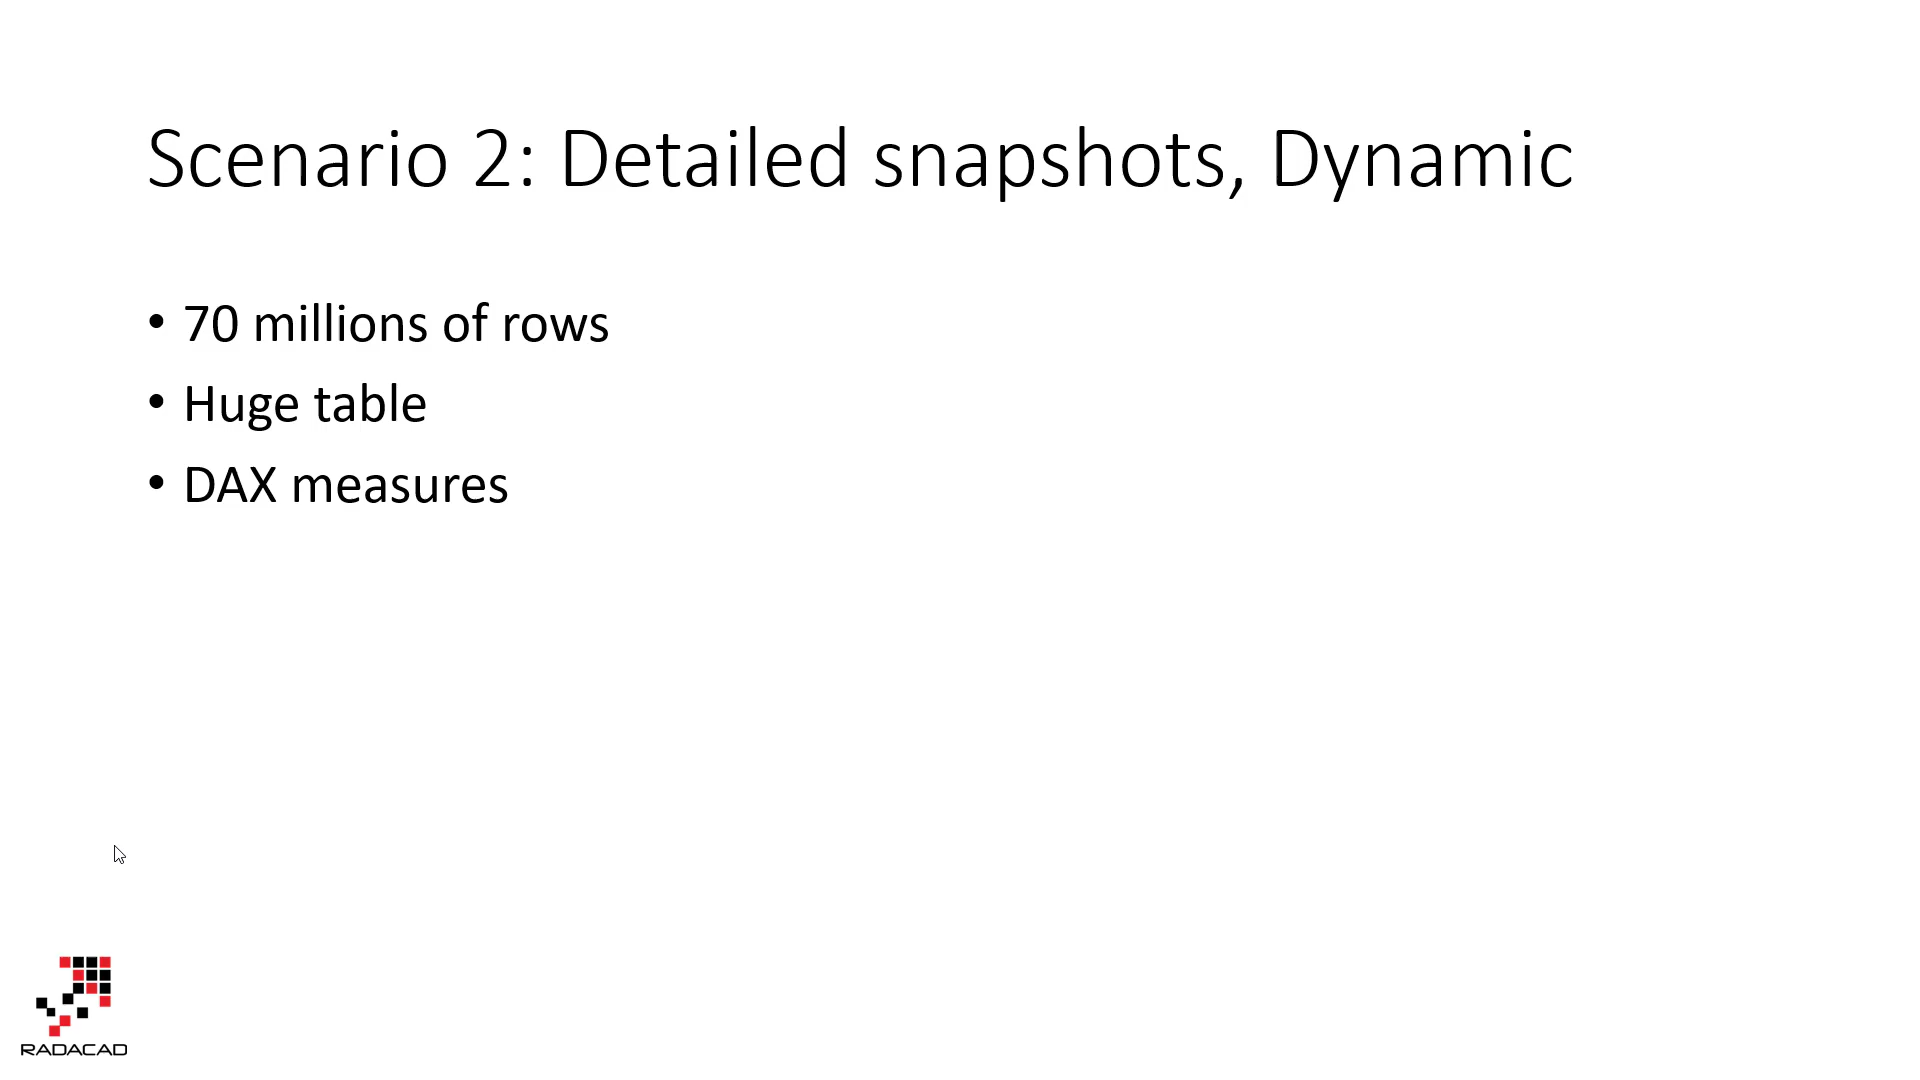 Scenario 2: Detailed snapshots, Dynamic
• 70 millions of rows
• Huge table
• DAX measures
RADACAD